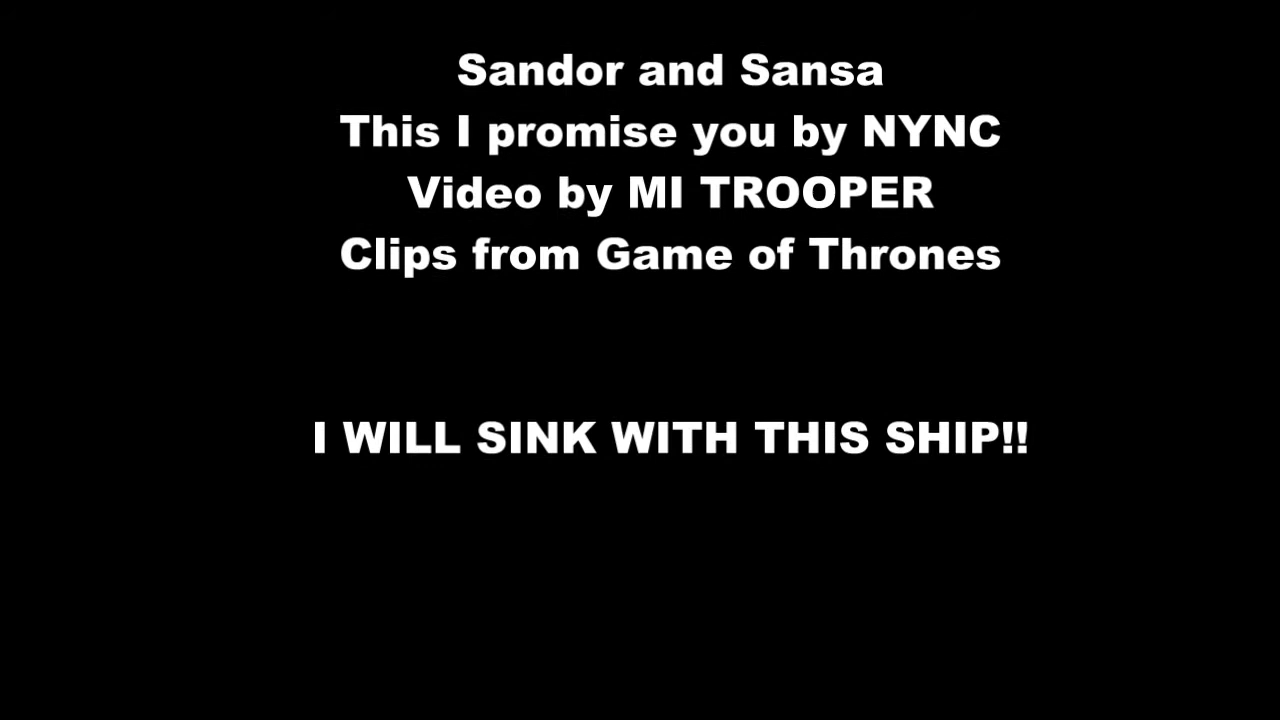 Sandor and Sansa
This I promise you by NYNC
Video by MI TROOPER
Clips from Game of Thrones
I WILL SINK WITH THIS SHIP!!